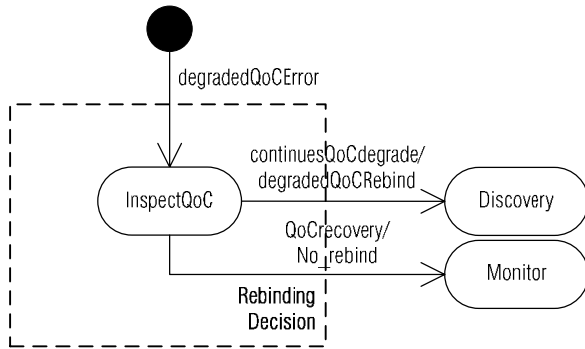 degradedQoCError
continuesQoCdegrade/
degradedQoCRebind
InspectQoC
Discovery
QoCrecovery/
No_rebind
Monitor
Rebinding
Decision